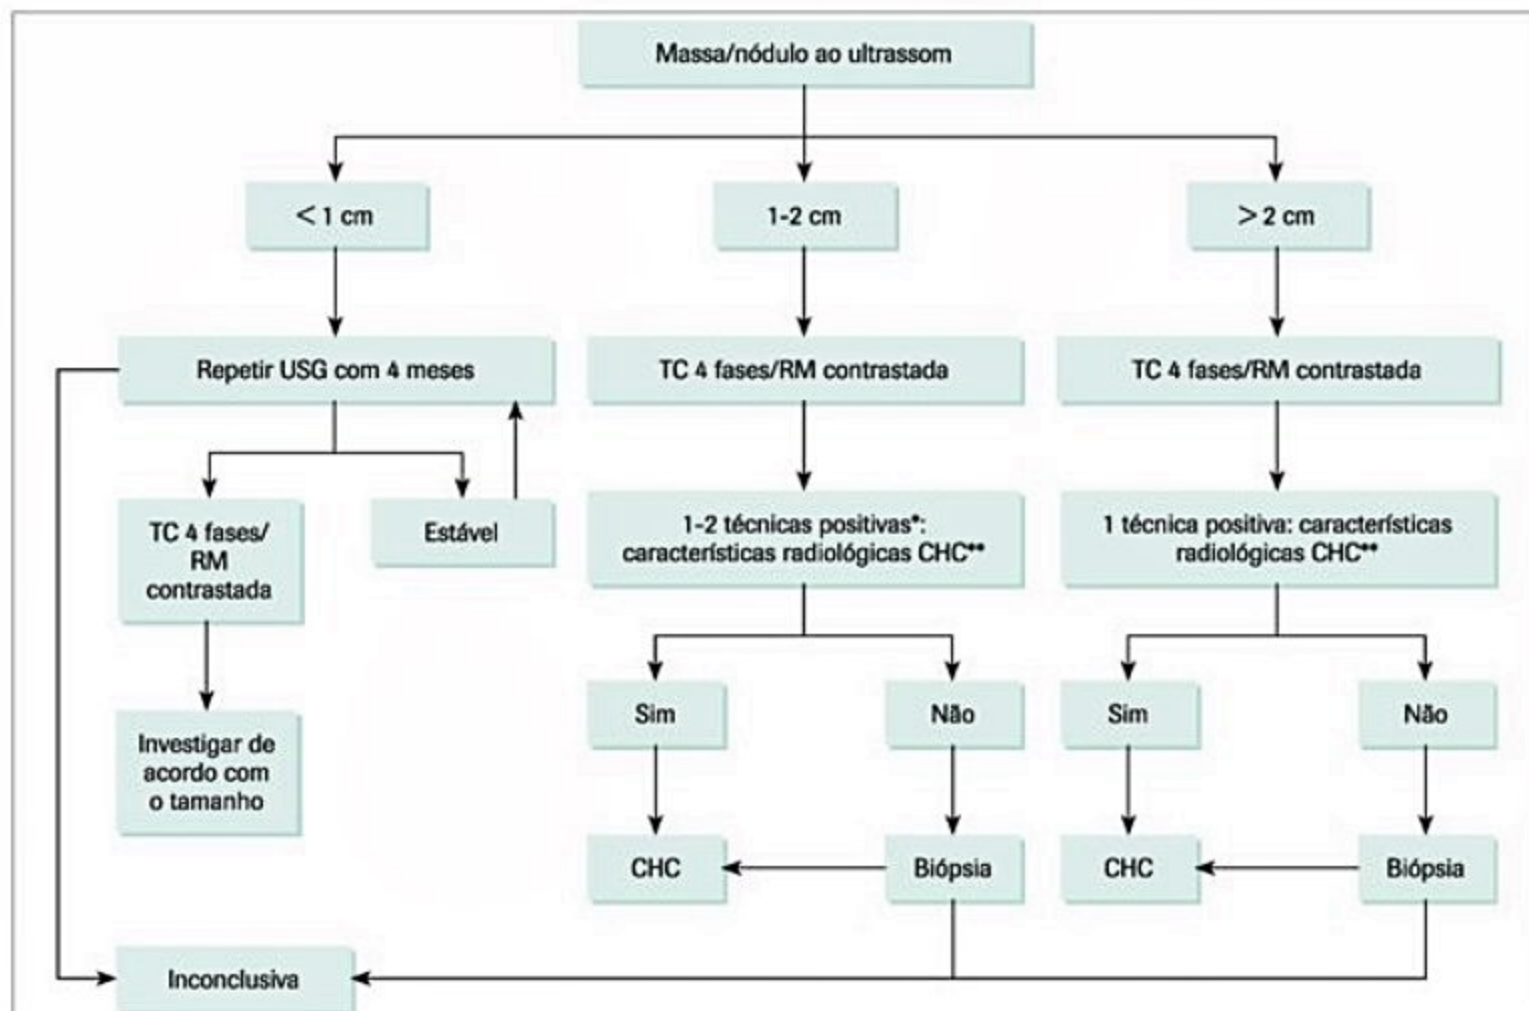 Massa/nódulo ao ultrassom
< 1 cm
1-2 cm
> 2 cm
Repetir USG com 4 meses
TC 4 fases/RM contrastada
TC 4 fases/RM contrastada
TC 4 fases/
RM
contrastada
Estável
1-2 técnicas positivas*:
características radiológicas CHC**
1 técnica positiva: características
radiológicas CHC**
Investigar de
acordo com
o tamanho
Sim
Não
Sim
Não
CHC
Biópsia
CHC
Biópsia
Inconclusiva